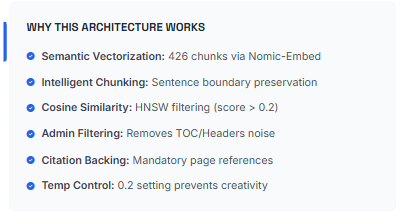 WHY THIS ARCHITECTURE WORKS
Semantic Vectorization: 426 chunks via Nomic-Embed
Intelligent Chunking: Sentence boundary preservation
Cosine Similarity: HNSW filtering (score > 0.2)
Admin Filtering: Removes TOC/Headers noise
Citation Backing: Mandatory page references
Temp Control: 0.2 setting prevents creativity